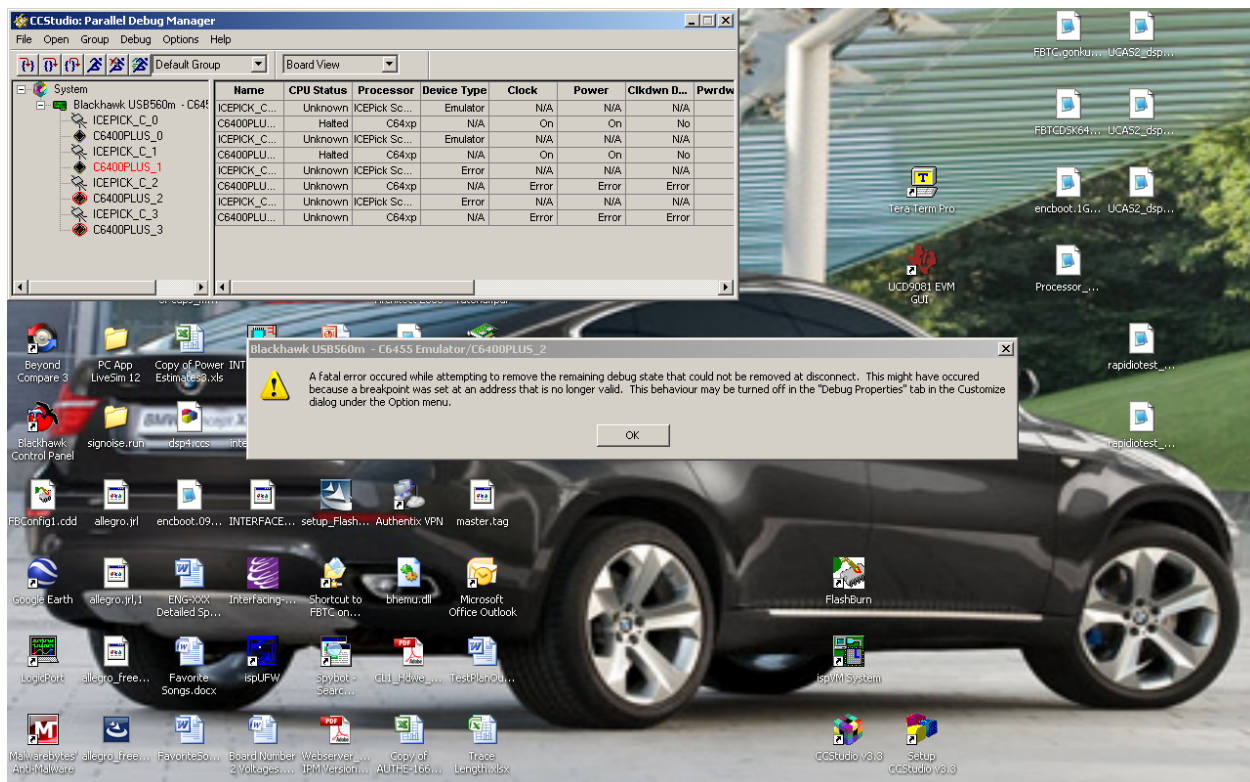 CCStudio: Parallel Debug Manager
File Open Group Debug Options Help
Default Group
Board View
System
Blackhawk USB560m - C645
ICEPICK_C_0
C6400PLUS_0
ICEPICK_C_1
C6400PLUS_1
ICEPICK_C_2
C6400PLUS_2
ICEPICK_C_3
C6400PLUS_3
Name CPU Status Processor Device Type Clock Power Clkdwn D... Pwrdw
ICEPICK_C... Unknown ICEPick Sc... Emulator N/A N/A N/A
C6400PLU... Halted C64xp N/A On On No
ICEPICK_C... Unknown ICEPick Sc... Emulator N/A N/A N/A
C6400PLU... Halted C64xp N/A On On No
ICEPICK_C... Unknown ICEPick Sc... Error N/A N/A N/A
C6400PLU... Unknown C64xp N/A Error Error Error
ICEPICK_C... Unknown ICEPick Sc... Error N/A N/A N/A
C6400PLU... Unknown C64xp N/A Error Error Error
FBTC.gonku...
UCAS2_dsp...
FBTCDSK64...
UCAS2_dsp...
Tera Term Pro
encboot.1G...
UCAS2_dsp...
UCD9081 EVM
GUI
Processor_...
rapidiotest_...
rapidiotest_...
Blackhawk USB560m - C6455 Emulator/C6400PLUS_2
A fatal error occured while attempting to remove the remaining debug state that could not be removed at disconnect. This might have occured
because a breakpoint was set at an address that is no longer valid. This behaviour may be turned off in the "Debug Properties" tab in the Customize
dialog under the Option menu.
OK
Beyond
Compare 3
PC App
LiveSim 12
Copy of Power
Estimates3.xls
INT
Blackhawk
Control Panel
signoise.run
dsp4.ccs
inte
FBConfig1.cdd
allegro.jrl
encboot.09...
INTERFACE...
setup_Flash...
Authentix VPN
master.tag
Google Earth
allegro.jrl,1
ENG-XXX
Detailed Sp...
Interfacing-...
Shortcut to
FBTC on...
bhemu.dll
Microsoft
Office Outlook
FlashBurn
LogicPort
allegro_free...
Favorite
Songs.docx
ispUFW
Spybot -
Searc...
CL1_Hdwe_...
TestPlanOu...
ispVM System
Malwarebytes'
Anti-Malware
allegro_free...
FavoriteSo...
Board Number
2 Voltages...
Webserver_...
IPM Version...
Copy of
AUTHE-166...
Trace
Length.xlsx
CCStudio v3.3
Setup
CCStudio v3.3